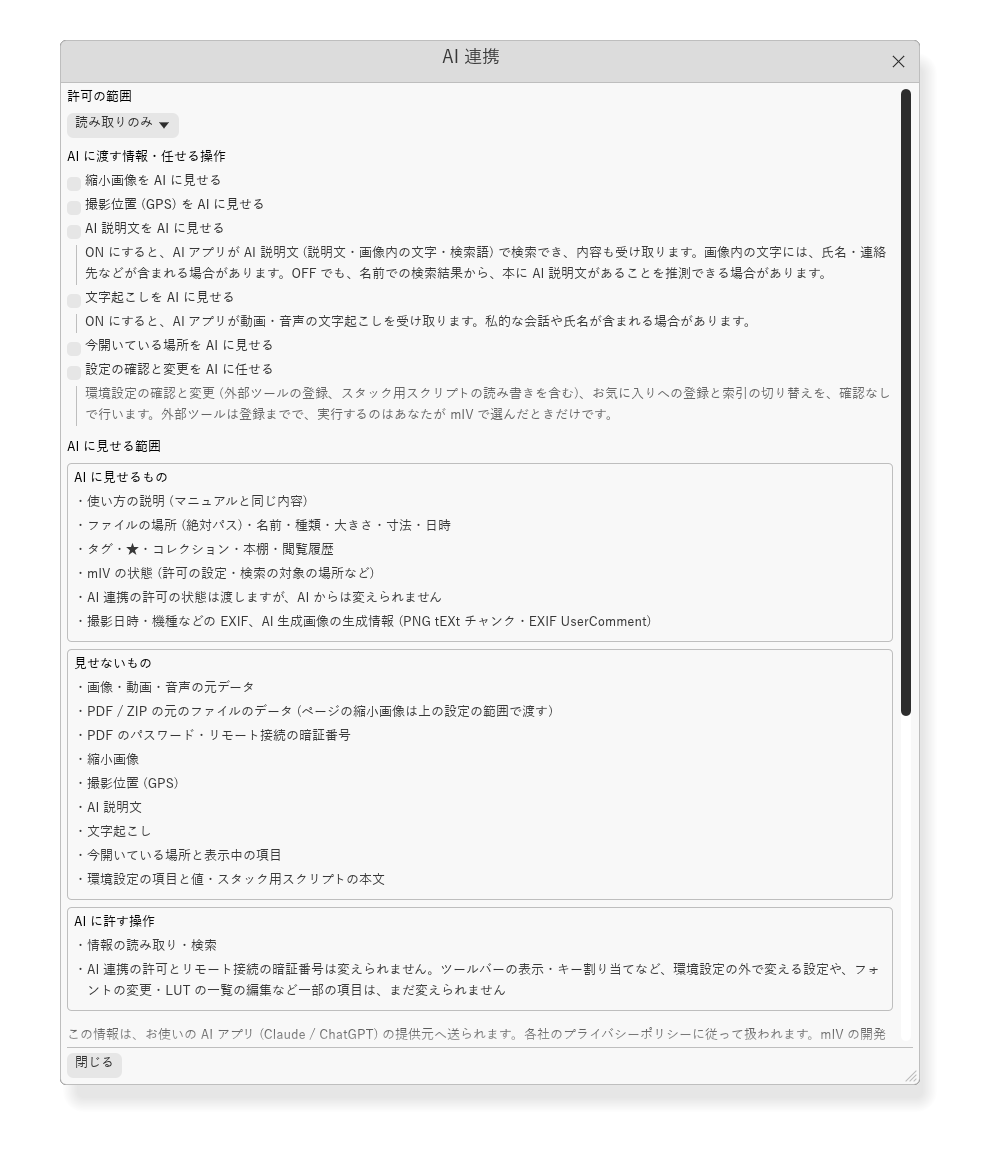 AI 連携
許可の範囲
読み取りのみ
AI に渡す情報・任せる操作
縮小画像を AI に見せる
撮影位置 (GPS) を AI に見せる
AI 説明文を AI に見せる
ON にすると、AI アプリが AI 説明文 (説明文・画像内の文字・検索語) で検索でき、内容も受け取ります。画像内の文字には、氏名・連絡
先などが含まれる場合があります。OFF でも、名前での検索結果から、本に AI 説明文があることを推測できる場合があります。
文字起こしを AI に見せる
ON にすると、AI アプリが動画・音声の文字起こしを受け取ります。私的な会話や氏名が含まれる場合があります。
今開いている場所を AI に見せる
設定の確認と変更を AI に任せる
環境設定の確認と変更 (外部ツールの登録、スタック用スクリプトの読み書きを含む)、お気に入りへの登録と索引の切り替えを、確認なし
で行います。外部ツールは登録までで、実行するのはあなたが mIV で選んだときだけです。
AI に見せる範囲
AI に見せるもの
・使い方の説明 (マニュアルと同じ内容)
・ファイルの場所 (絶対パス)・名前・種類・大きさ・寸法・日時
・タグ・★・コレクション・本棚・閲覧履歴
・mIV の状態 (許可の設定・検索の対象の場所など)
・AI 連携の許可の状態は渡しますが、AI からは変えられません
・撮影日時・機種などの EXIF、AI 生成画像の生成情報 (PNG tEXt チャンク・EXIF UserComment)
見せないもの
・画像・動画・音声の元データ
・PDF / ZIP の元のファイルのデータ (ページの縮小画像は上の設定の範囲で渡す)
・PDF のパスワード・リモート接続の暗証番号
・縮小画像
・撮影位置 (GPS)
・AI 説明文
・文字起こし
・今開いている場所と表示中の項目
・環境設定の項目と値・スタック用スクリプトの本文
AI に許す操作
・情報の読み取り・検索
・AI 連携の許可とリモート接続の暗証番号は変えられません。ツールバーの表示・キー割り当てなど、環境設定の外で変える設定や、フォ
ントの変更・LUT の一覧の編集など一部の項目は、まだ変えられません
この情報は、お使いの AI アプリ (Claude / ChatGPT) の提供元へ送られます。各社のプライバシーポリシーに従って扱われます。mIV の開発
閉じる